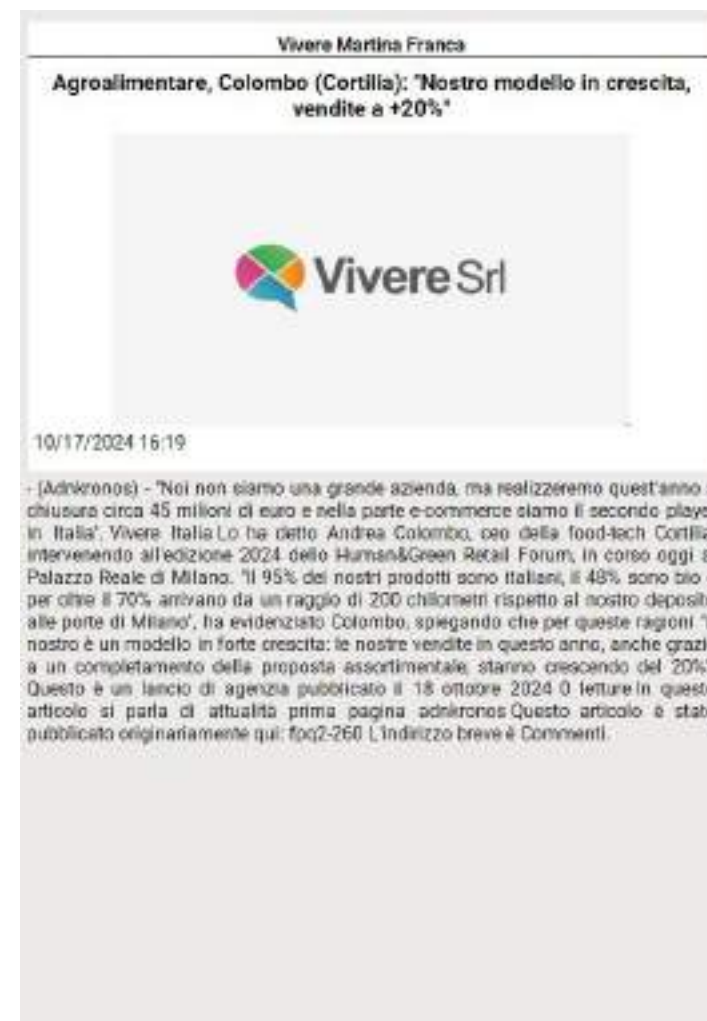 Vivere Martina Franca
Agroalimentare, Colombo (Cortilia): "Nostro modello in crescita,
vendite a +20%"
Vivere Srl
10/17/2024 16:19
- (Adnkronos) - "Noi non siamo una grande azienda, ma realizzeremo quest'anno
chiusura circa 45 milioni di euro e nella parte e-commerce siamo il secondo playe
in Italia". Vivere Italia Lo ha detto Andrea Colombo, ceo della food-tech Cortilia
intervenendo all'edizione 2024 dello Human&Green Retail Forum, in corso oggi a
Palazzo Reale di Milano. "Il 95% dei nostri prodotti sono italiani, il 48% sono bio
per oltre il 70% arrivano da un raggio di 200 chilometri rispetto al nostro deposito
alle porte di Milano", ha evidenziato Colombo, spiegando che per queste ragioni "i
nostro è un modello in forte crescita: le nostre vendite in questo anno, anche grazi
a un completamento della proposta assortimentale, stanno crescendo del 20%"
Questo è un lancio di agenzia pubblicato il 18 ottobre 2024 0 letture In questo
articolo si parla di attualità prima pagina adnkronos Questo articolo è stato
pubblicato originariamente qui: fpq2-260 L'indirizzo breve è Commenti.